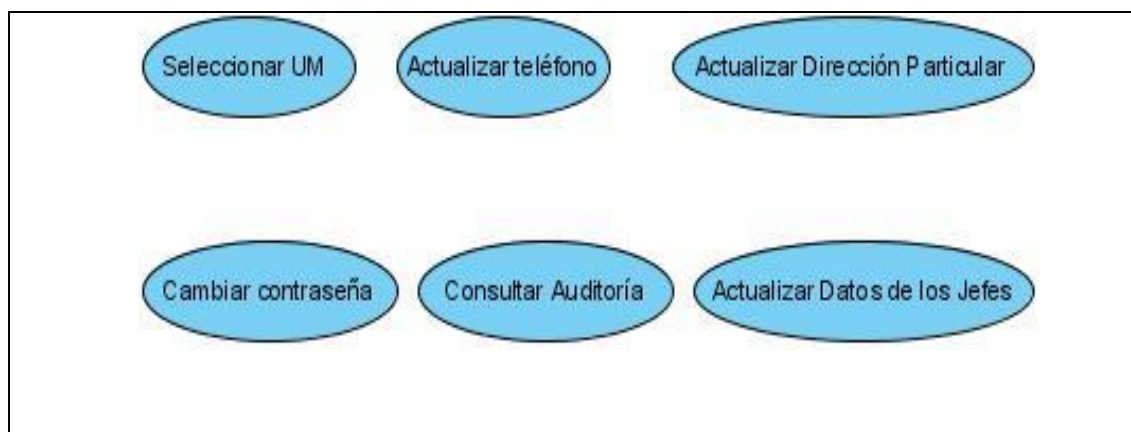 Seleccionar UM
Actualizar teléfono
Actualizar Dirección Particular
Cambiar contraseña
Consultar Auditoría
Actualizar Datos de los Jefes